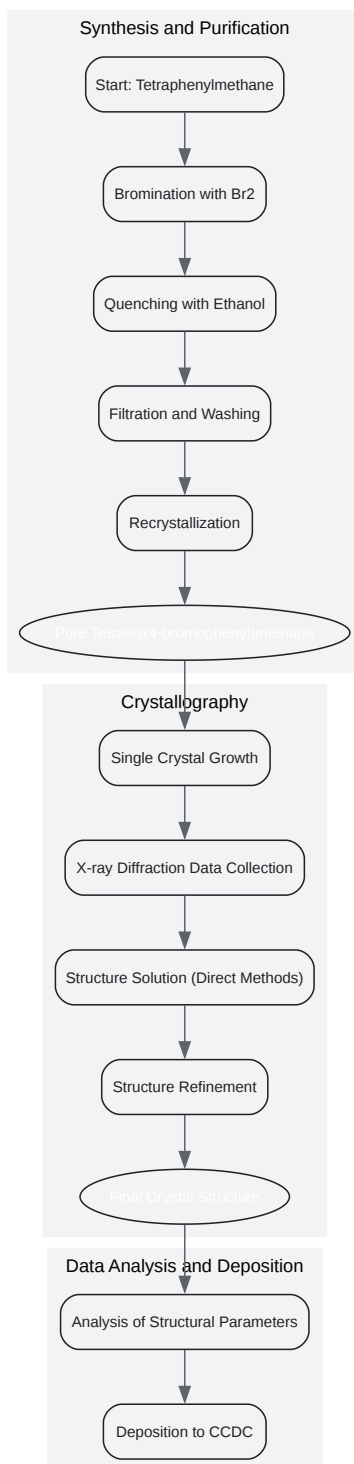 Synthesis and Purification
Start: Tetraphenylmethane
Bromination with Br2
Quenching with Ethanol
Filtration and Washing
Recrystallization
Pure Tetrakis(4-bromophenyl)methane
Crystallography
Single Crystal Growth
X-ray Diffraction Data Collection
Structure Solution (Direct Methods)
Structure Refinement
Final Crystal Structure
Data Analysis and Deposition
Analysis of Structural Parameters
Deposition to CCDC